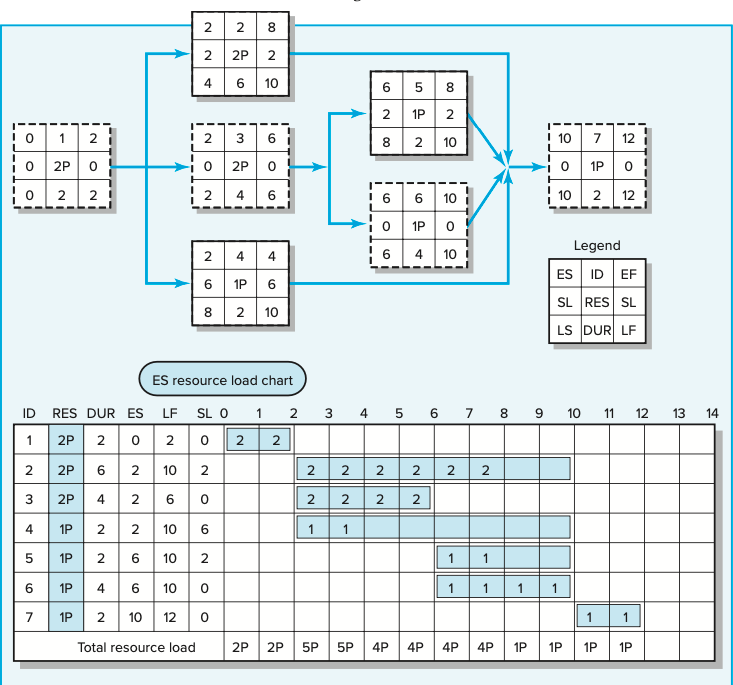 2 2 8
2 2P 2
4 6 10
6 5 8
2 1P 2
8 2 10
0 1 2
0 2P 0
0 2 2
2 3 6
0 2P 0
2 4 6
10 7 12
0 1P 0
10 2 12
6 6 10
0 1P 0
6 4 10
2 4 4
6 1P 6
8 2 10
Legend
ES ID EF
SL RES SL
LS DUR LF
ES resource load chart
ID RES DUR ES LF SL 0 1 2 3 4 5 6 7 8 9 10 11 12 13 14
1 2P 2 0 2 0 2 2
2 2P 6 2 10 2 2 2 2 2 2 2
3 2P 4 2 6 0 2 2 2 2
4 1P 2 2 10 6 1 1
5 1P 2 6 10 2 1 1
6 1P 4 6 10 0 1 1 1 1
7 1P 2 10 12 0 1 1
Total resource load 2P 2P 5P 5P 4P 4P 4P 4P 1P 1P 1P 1P